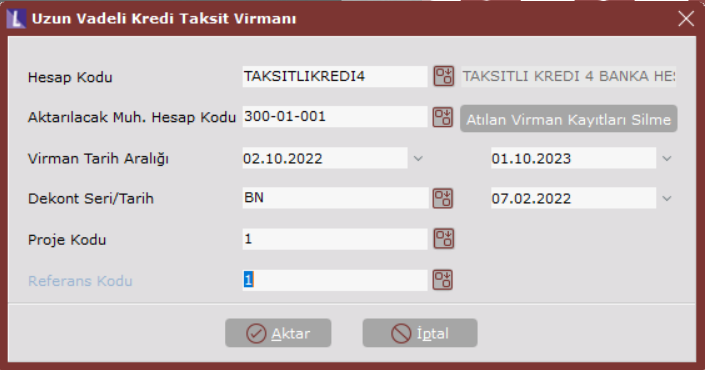 Uzun Vadeli Kredi Taksit Virmanı
Hesap Kodu TAKSITLIKREDI4 TAKSITLI KREDI 4 BANKA HE
Aktarılacak Muh. Hesap Kodu 300-01-001 Atılan Virman Kayıtları Silme
Virman Tarih Aralığı 02.10.2022 01.10.2023
Dekont Seri/Tarih BN 07.02.2022
Proje Kodu 1
Referans Kodu 1
Aktar İptal